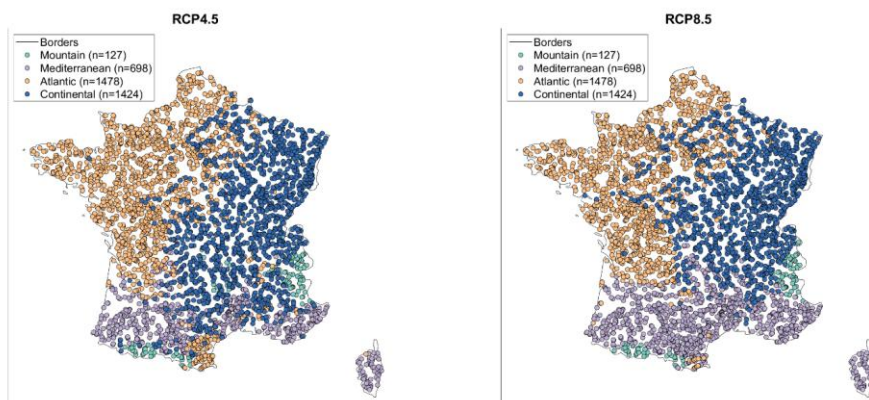 RCP4.5
Borders
Mountain (n=127)
Mediterranean (n=698)
Atlantic (n=1478)
Continental (n=1424)
RCP8.5
Borders
Mountain (n=127)
Mediterranean (n=698)
Atlantic (n=1478)
Continental (n=1424)